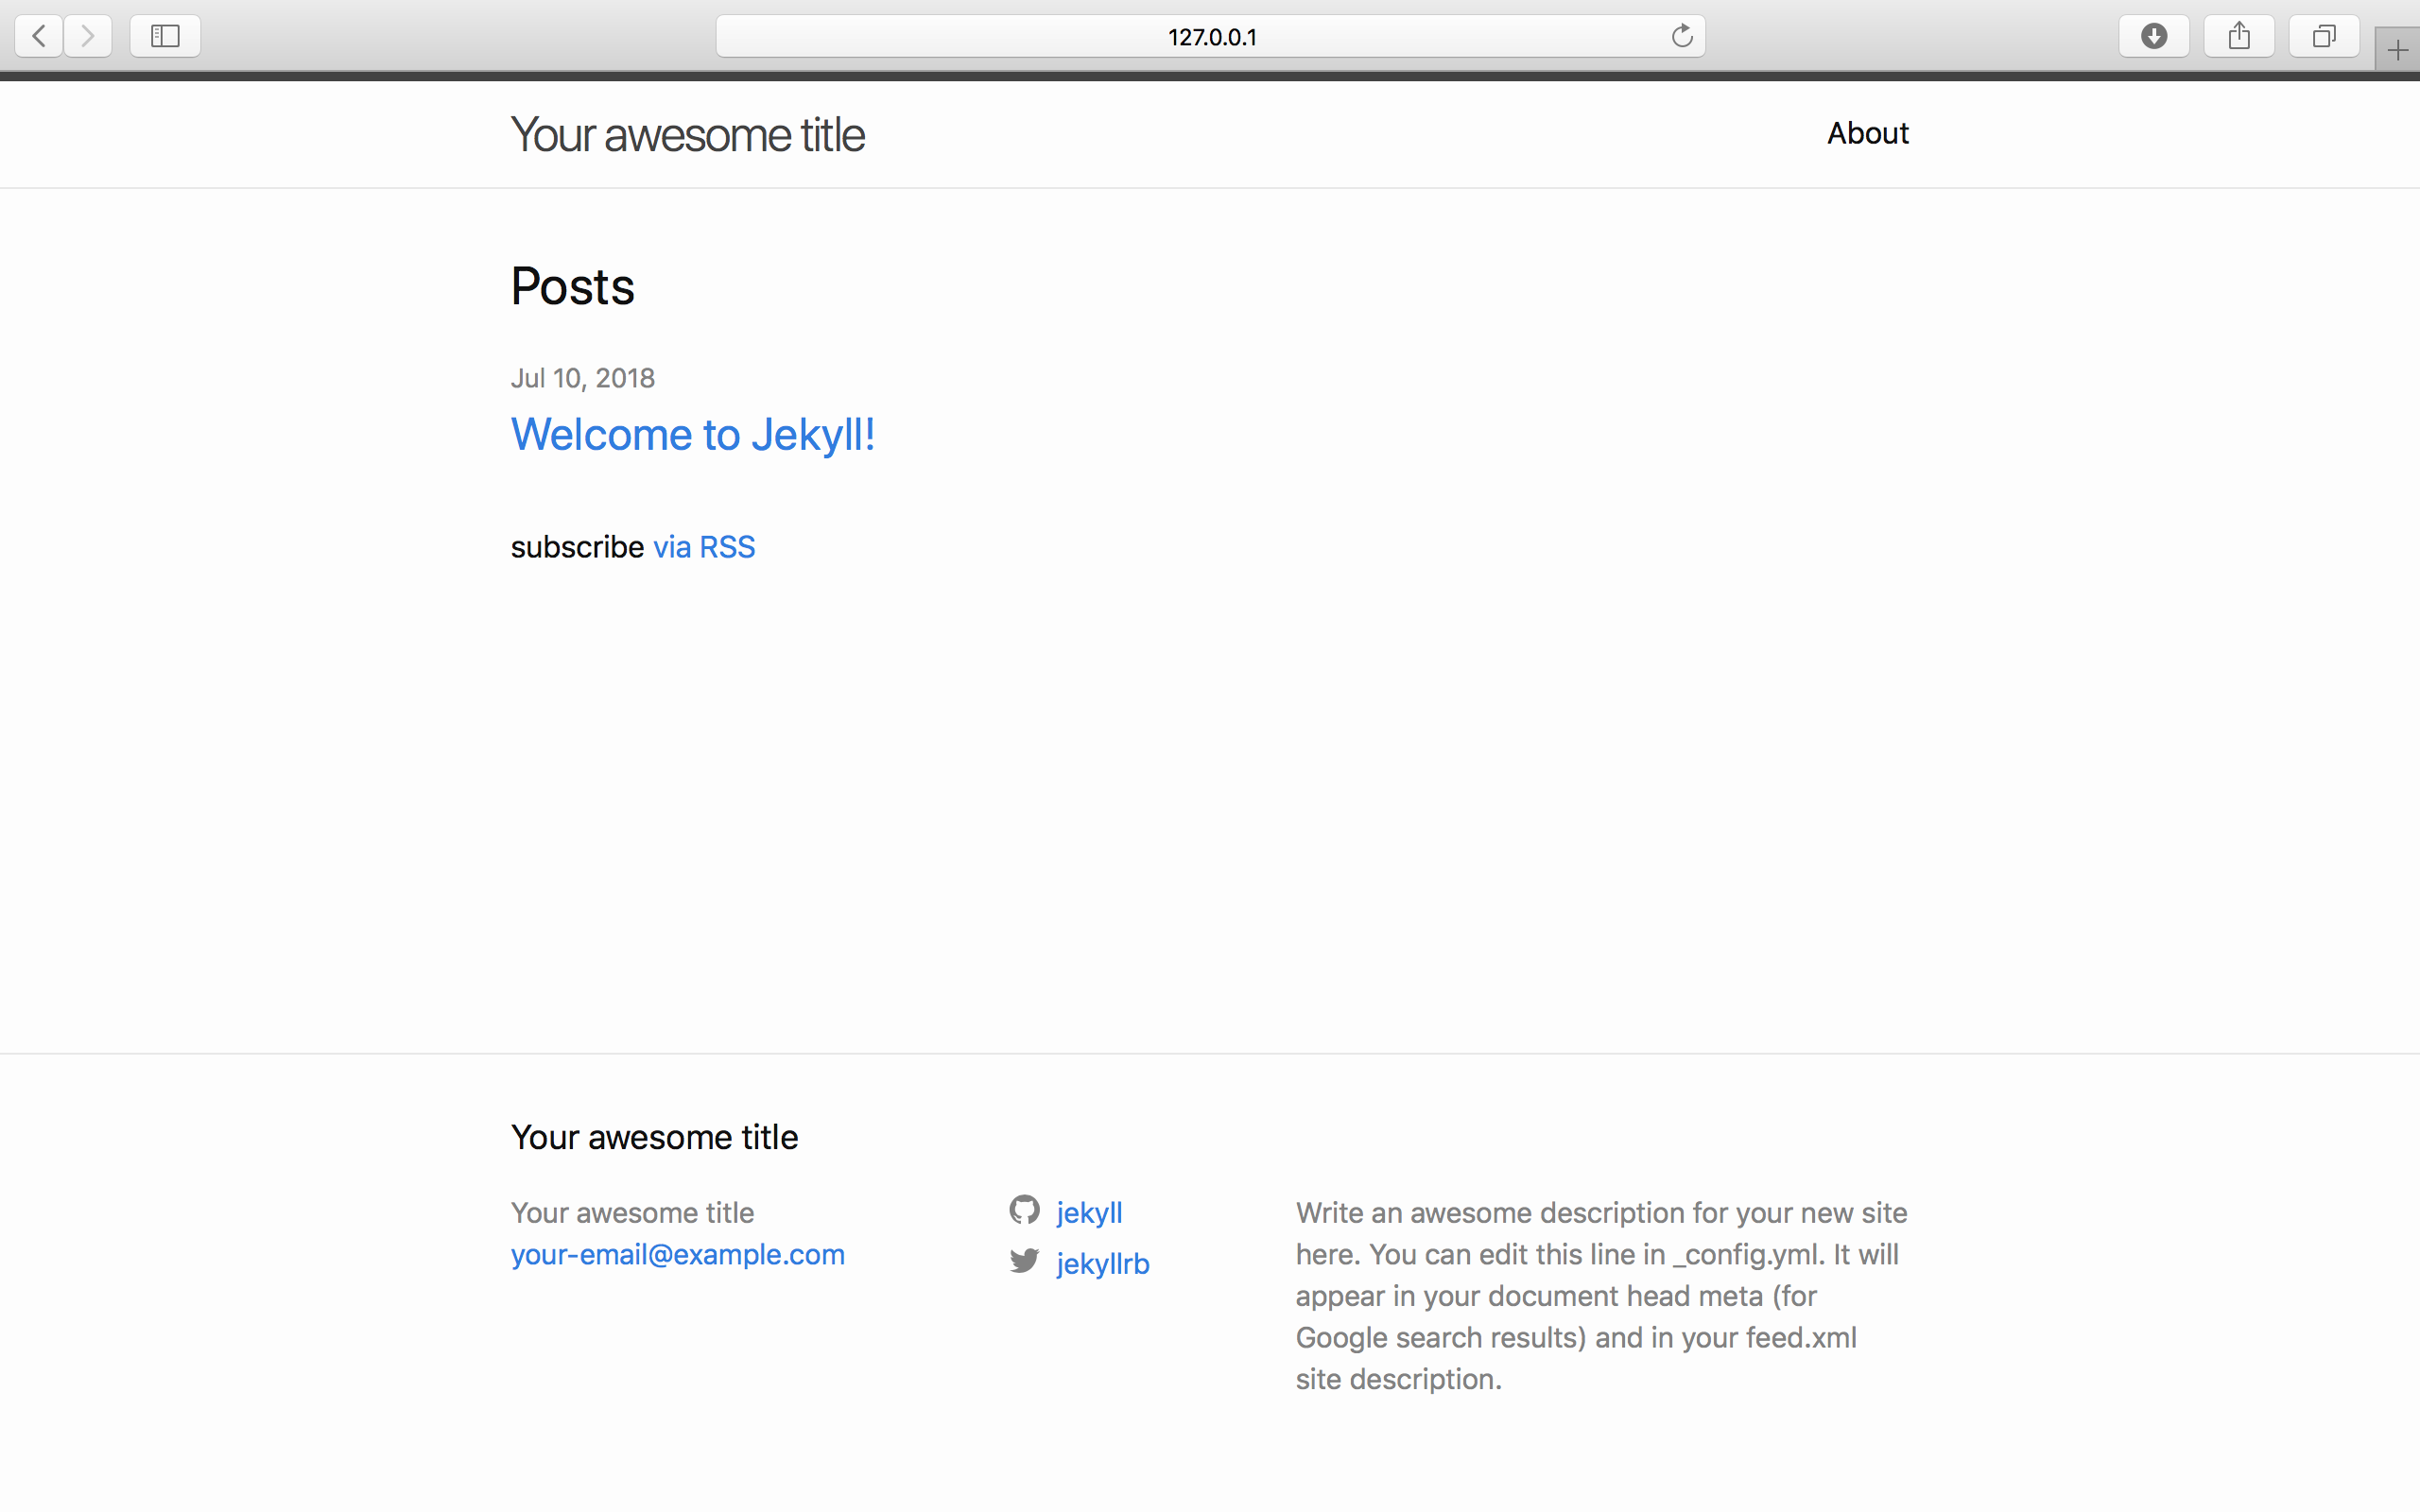 127.0.0.1
Your awesome title
About
Posts
Jul 10, 2018
Welcome to Jekyll!
subscribe via RSS
Your awesome title
Your awesome title
your-email@example.com
jekyll
jekyllrb
Write an awesome description for your new site
here. You can edit this line in _config.yml. It will
appear in your document head meta (for
Google search results) and in your feed.xml
site description.